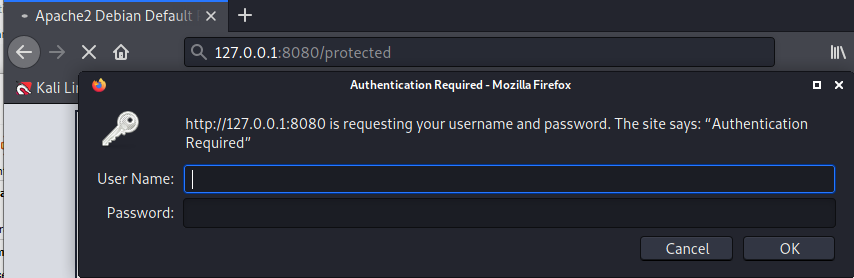 Apache2 Debian Default
127.0.0.1:8080/protected
Kali Lin
Authentication Required - Mozilla Firefox
http://127.0.0.1:8080 is requesting your username and password. The site says: “Authentication
Required”
User Name:
Password:
Cancel
OK